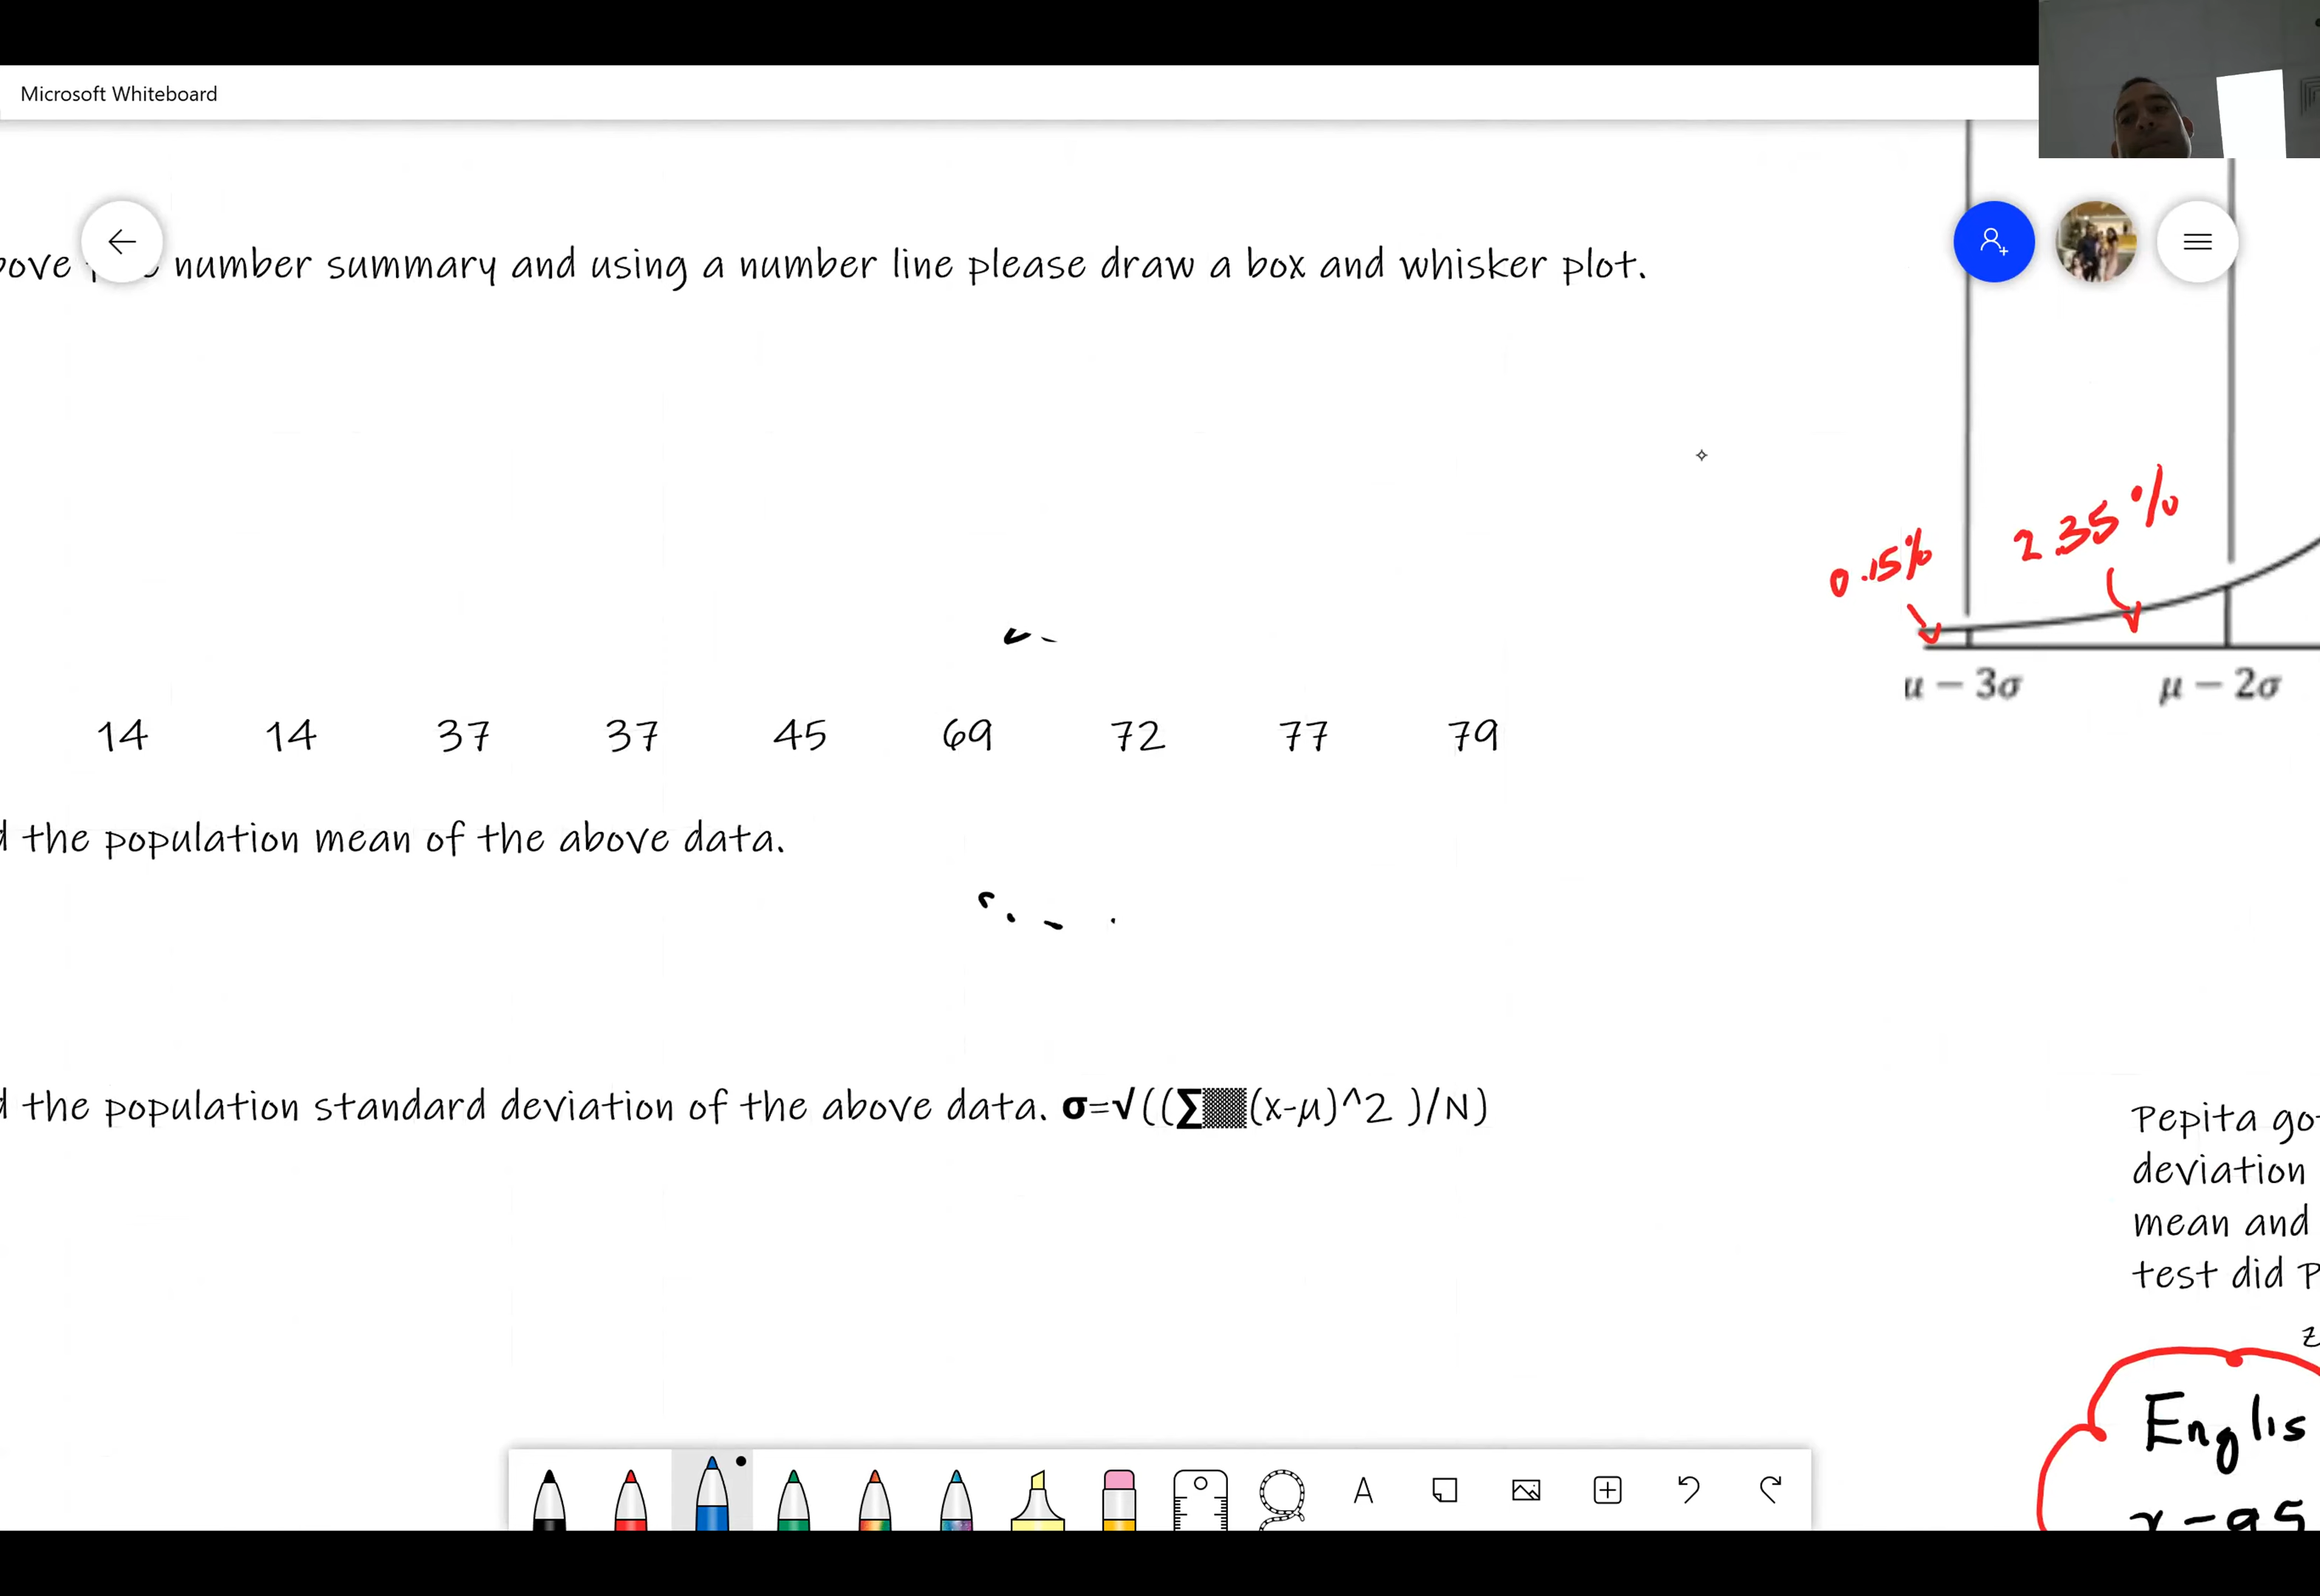 Microsoft Whiteboard
number summary and using a number line please draw a box and whisker plot.
0.15%
2.35%
μ − 3σ
μ − 2σ
14 14 37 37 45 69 72 77 79
the population mean of the above data.
the population standard deviation of the above data. σ=√((∑▒▒(x-μ)^2 )/N)
Pepita go
deviation
mean and
test did P
z
Englis
x-95
A